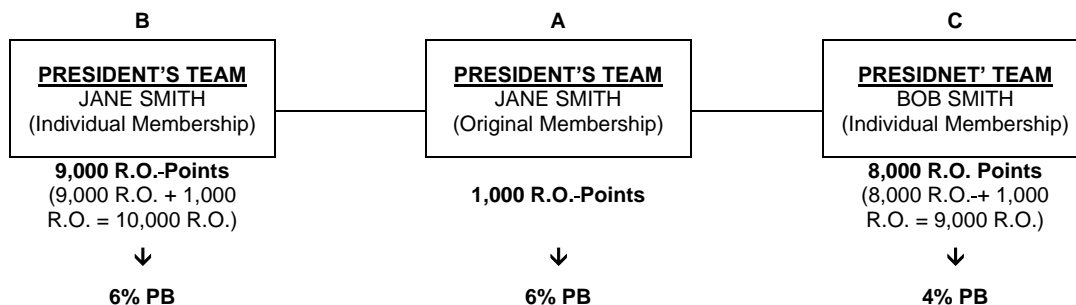 B
PRESIDENT'S TEAM
JANE SMITH
(Individual Membership)
9,000 R.O.-Points
(9,000 R.O. + 1,000
R.O. = 10,000 R.O.)
6% PB
A
PRESIDENT'S TEAM
JANE SMITH
(Original Membership)
1,000 R.O.-Points
6% PB
C
PRESIDNET' TEAM
BOB SMITH
(Individual Membership)
8,000 R.O. Points
(8,000 R.O.-+ 1,000
R.O. = 9,000 R.O.)
4% PB